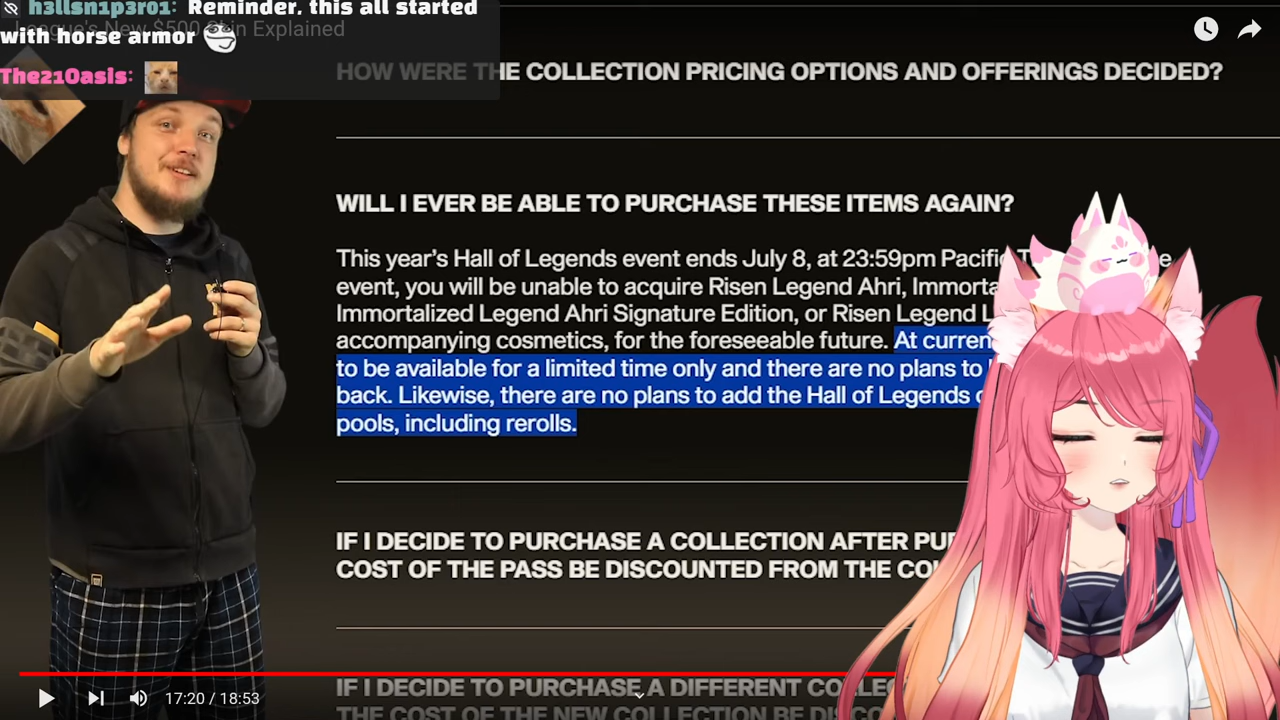 h3llsn1p3r01: Reminder, this all started
with horse armor
League's New $500 Skin Explained
The21Oasis:
HOW WERE THE COLLECTION PRICING OPTIONS AND OFFERINGS DECIDED?
WILL I EVER BE ABLE TO PURCHASE THESE ITEMS AGAIN?
This year's Hall of Legends event ends July 8, at 23:59pm Pacific
event, you will be unable to acquire Risen Legend Ahri,
Immortalized Legend Ahri Signature Edition, or Risen Legend
accompanying cosmetics, for the foreseeable future. At
to be available for a limited time only and there are no plans to
back. Likewise, there are no plans to add the Hall of Legends
pools, including rerolls.
IF I DECIDE TO PURCHASE A COLLECTION AFTER
COST OF THE PASS BE DISCOUNTED FROM THE
17:20 / 18:53
IF I DECIDE TO PURCHASE A DIFFERENT
THE COST OF THE NEW COLLECTION BE